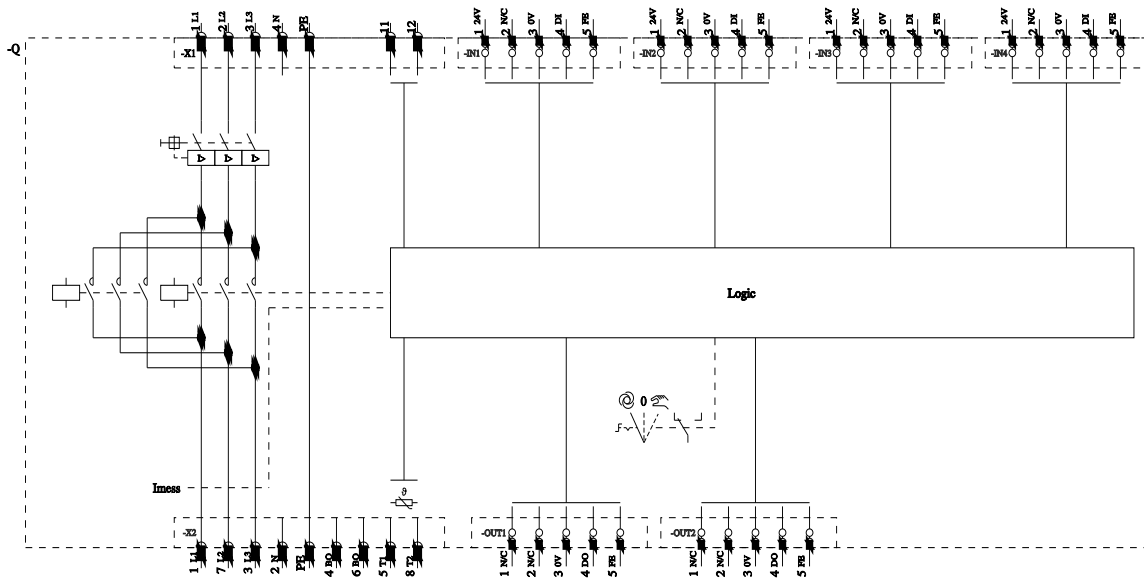 1 L1
2 L2
3 L3
4 N
PE
11
12
1 24V
2 N/C
3 0V
4 DI
5 FE
1 24V
2 N/C
3 0V
4 DI
5 FE
1 24V
2 N/C
3 0V
4 DI
5 FE
1 24V
2 N/C
3 0V
4 DI
5 FE
-Q
-X1
-IN1
-IN2
-IN3
-IN4
Logic
0
Imess
ϑ
-X2
-OUT1
-OUT2
1 L1
7 L2
3 L3
2 N
PE
4 BO
6 BO
5 T1
8 T2
1 N/C
2 N/C
3 0V
4 DO
5 FE
1 N/C
2 N/C
3 0V
4 DO
5 FE